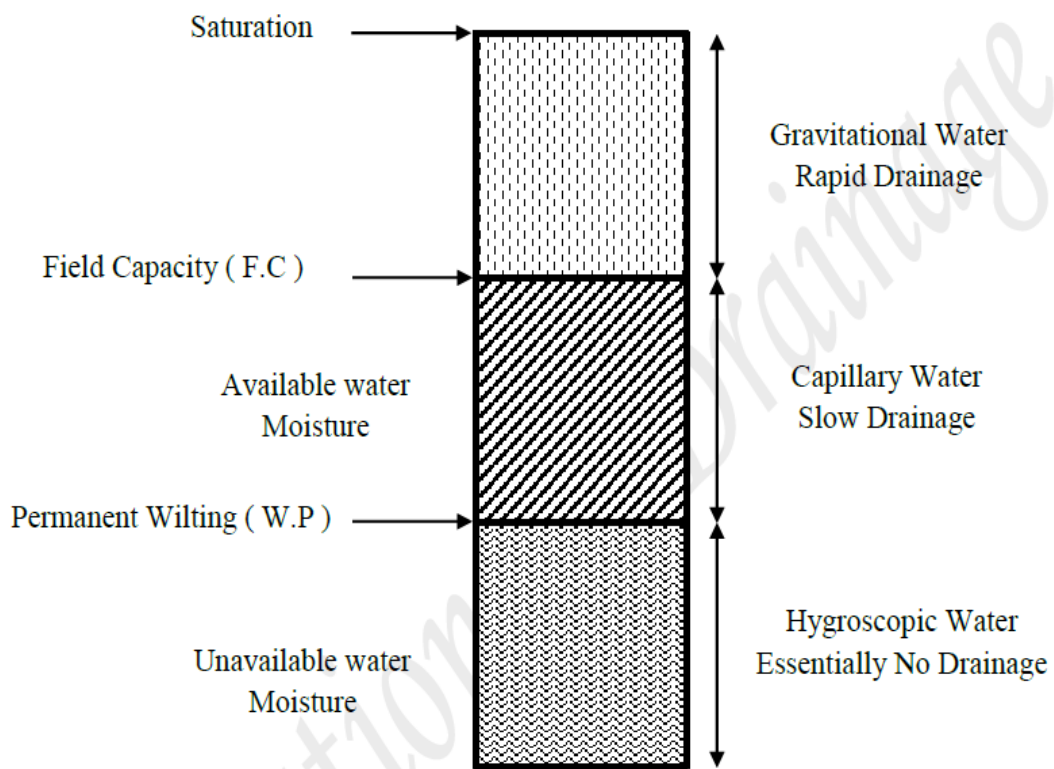 Saturation
Gravitational Water
Rapid Drainage
Field Capacity ( F.C )
Available water
Moisture
Capillary Water
Slow Drainage
Permanent Wilting ( W.P )
Unavailable water
Moisture
Hygroscopic Water
Essentially No Drainage
Drainage